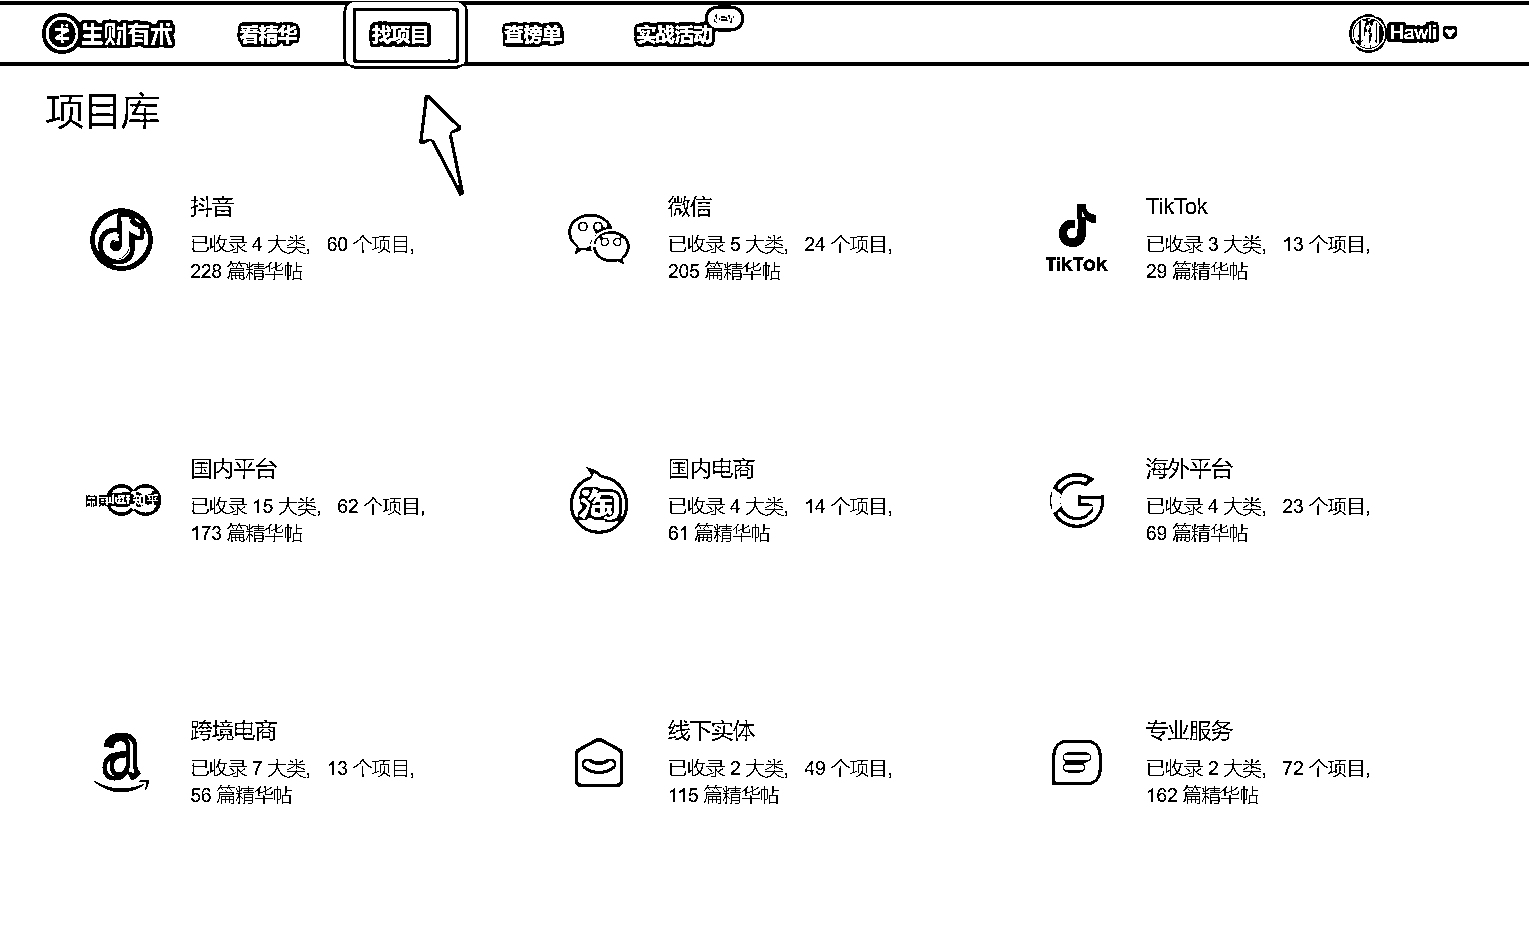 生财有术 看精华 找项目 查榜单 实战活动 Hawli
项目库
抖音
已收录 4 大类, 60 个项目,
228 篇精华帖
微信
已收录 5 大类, 24 个项目,
205 篇精华帖
TikTok
TikTok
已收录 3 大类, 13 个项目,
29 篇精华帖
国内平台
已收录 15 大类, 62 个项目,
173 篇精华帖
淘
国内电商
已收录 4 大类, 14 个项目,
61 篇精华帖
海外平台
已收录 4 大类, 23 个项目,
69 篇精华帖
跨境电商
已收录 7 大类, 13 个项目,
56 篇精华帖
线下实体
已收录 2 大类, 49 个项目,
115 篇精华帖
专业服务
已收录 2 大类, 72 个项目,
162 篇精华帖